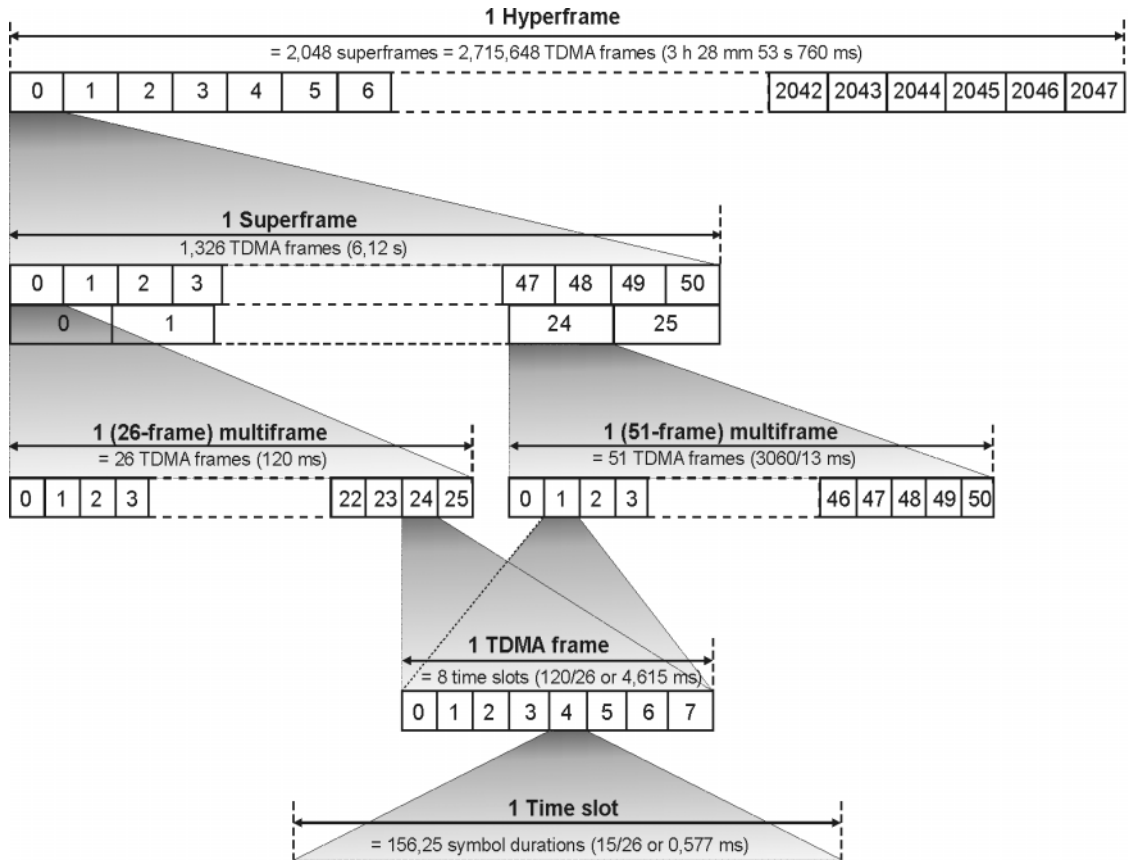 1 Hyperframe
= 2,048 superframes = 2,715,648 TDMA frames (3 h 28 mm 53 s 760 ms)
0 1 2 3 4 5 6 2042 2043 2044 2045 2046 2047
1 Superframe
1,326 TDMA frames (6,12 s)
0 1 2 3 47 48 49 50
0 1 24 25
1 (26-frame) multiframe 1 (51-frame) multiframe
= 26 TDMA frames (120 ms) = 51 TDMA frames (3060/13 ms)
0 1 2 3 22 23 24 25 0 1 2 3 46 47 48 49 50
1 TDMA frame
= 8 time slots (120/26 or 4,615 ms)
0 1 2 3 4 5 6 7
1 Time slot
= 156,25 symbol durations (15/26 or 0,577 ms)